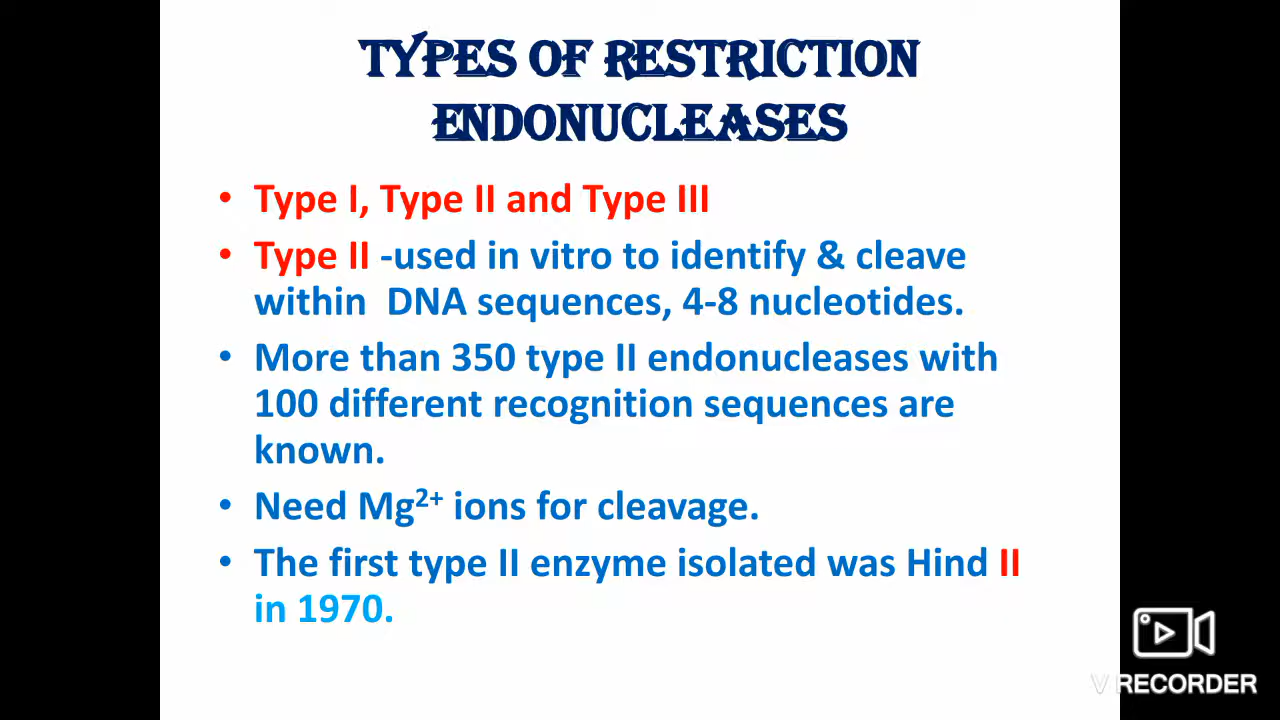 TYPES OF RESTRICTION
ENDONUCLEASES
• Type I, Type II and Type III
• Type II -used in vitro to identify & cleave
within DNA sequences, 4-8 nucleotides.
• More than 350 type II endonucleases with
100 different recognition sequences are
known.
• Need Mg²⁺ ions for cleavage.
• The first type II enzyme isolated was Hind II
in 1970.
V RECORDER